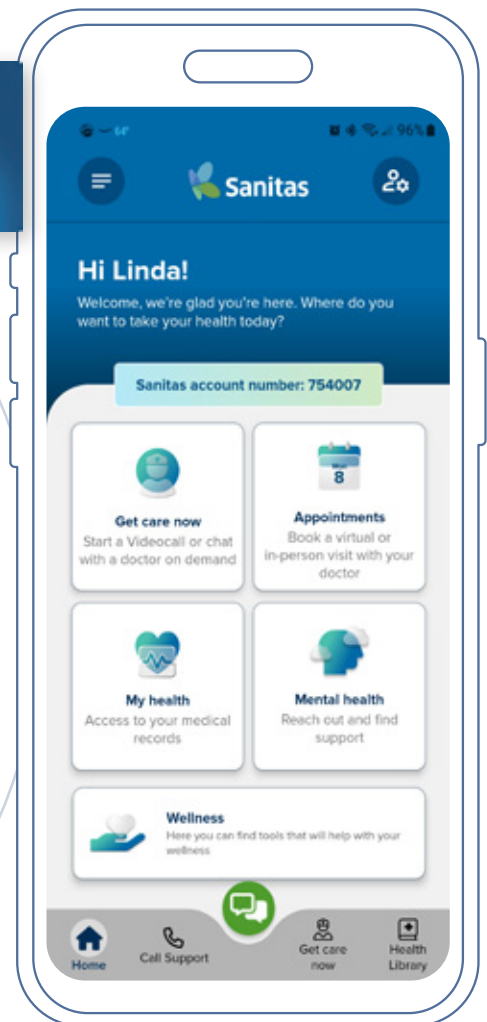 64°
96%
Sanitas
Hi Linda!
Welcome, we're glad you're here. Where do you
want to take your health today?
Sanitas account number: 754007
Get care now
Start a Videocall or chat
with a doctor on demand
8
Appointments
Book a virtual or
in-person visit with your
doctor
My health
Access to your medical
records
Mental health
Reach out and find
support
Wellness
Here you can find tools that will help with your
wellness
Home
Call Support
Get care
now
Health
Library